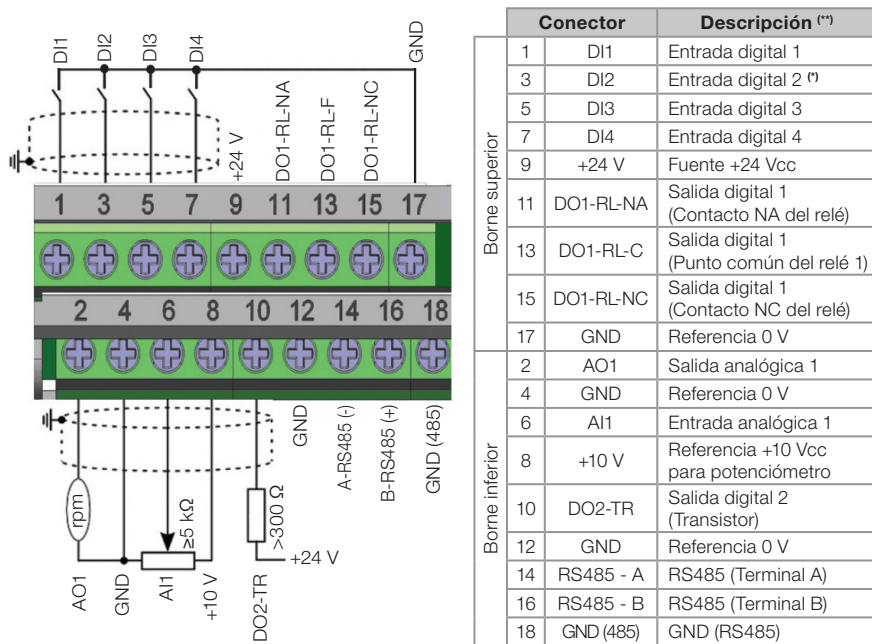 DI1
DI2
DI3
DI4
GND
+24 V
DO1-RL-NA
DO1-RL-F
DO1-RL-NC
1 3 5 7 9 11 13 15 17
2 4 6 8 10 12 14 16 18
GND
A-RS485 (-)
B-RS485 (+)
GND (485)
rpm
≥5 kΩ
>300 Ω
+24 V
AO1
GND
AI1
+10 V
DO2-TR
Conector Descripción (**)
Borne superior
1 DI1 Entrada digital 1
3 DI2 Entrada digital 2 (*)
5 DI3 Entrada digital 3
7 DI4 Entrada digital 4
9 +24 V Fuente +24 Vcc
11 DO1-RL-NA Salida digital 1
(Contacto NA del relé)
13 DO1-RL-C Salida digital 1
(Punto común del relé 1)
15 DO1-RL-NC Salida digital 1
(Contacto NC del relé)
17 GND Referencia 0 V
Borne inferior
2 AO1 Salida analógica 1
4 GND Referencia 0 V
6 AI1 Entrada analógica 1
8 +10 V Referencia +10 Vcc
para potenciómetro
10 DO2-TR Salida digital 2
(Transistor)
12 GND Referencia 0 V
14 RS485 - A RS485 (Terminal A)
16 RS485 - B RS485 (Terminal B)
18 GND (485) GND (RS485)